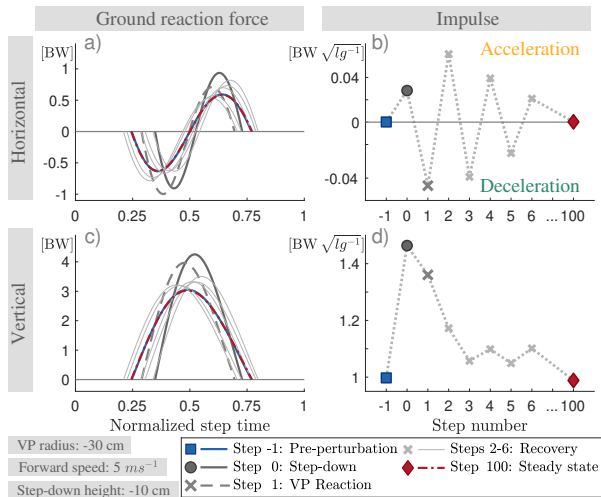 Ground reaction force
Impulse
Horizontal
[BW]
a)
1
0.5
0
-0.5
-1
0
0.25
0.5
0.75
1
[BW √lg⁻¹]
b)
Acceleration
0.04
0
-0.04
Deceleration
-1 0 1 2 3 4 5 6 ... 100
Vertical
[BW]
c)
4
3
2
1
0
0
0.25
0.5
0.75
1
Normalized step time
[BW √lg⁻¹]
d)
1.4
1.2
1
-1 0 1 2 3 4 5 6 ... 100
Step number
VP radius: -30 cm
Forward speed: 5 ms⁻¹
Step-down height: -10 cm
Step -1: Pre-perturbation
Step 0: Step-down
Step 1: VP Reaction
Steps 2-6: Recovery
Step 100: Steady state